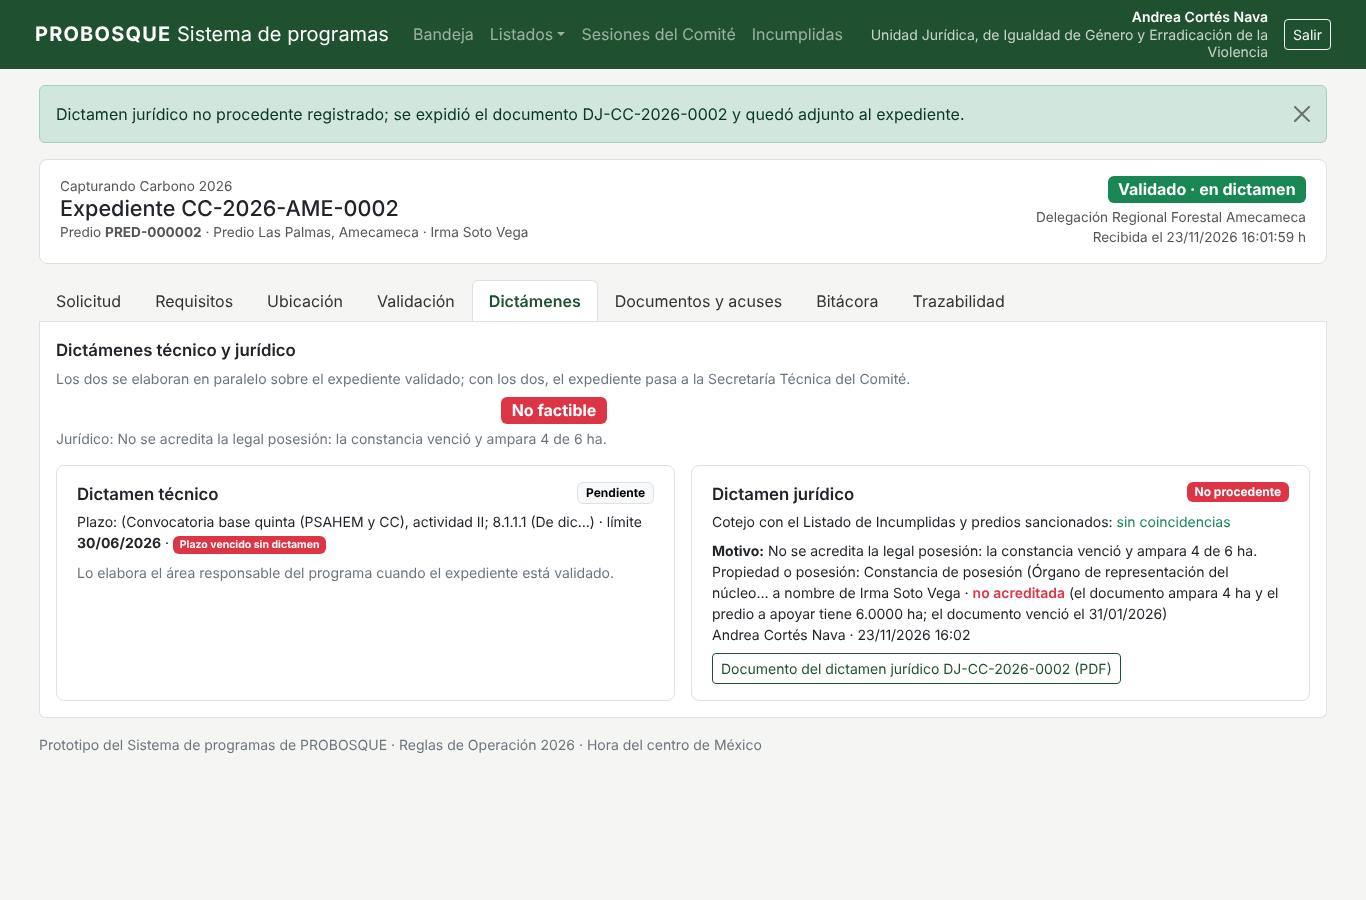 PROBOSQUE Sistema de programas
Bandeja
Listados
Sesiones del Comité
Incumplidas
Andrea Cortés Nava
Unidad Jurídica, de Igualdad de Género y Erradicación de la
Violencia
Salir
Dictamen jurídico no procedente registrado; se expidió el documento DJ-CC-2026-0002 y quedó adjunto al expediente.
Capturando Carbono 2026
Expediente CC-2026-AME-0002
Predio PRED-000002 · Predio Las Palmas, Amecameca · Irma Soto Vega
Validado · en dictamen
Delegación Regional Forestal Amecameca
Recibida el 23/11/2026 16:01:59 h
Solicitud
Requisitos
Ubicación
Validación
Dictámenes
Documentos y acuses
Bitácora
Trazabilidad
Dictámenes técnico y jurídico
Los dos se elaboran en paralelo sobre el expediente validado; con los dos, el expediente pasa a la Secretaría Técnica del Comité.
No factible
Jurídico: No se acredita la legal posesión: la constancia venció y ampara 4 de 6 ha.
Dictamen técnico
Pendiente
Plazo: (Convocatoria base quinta (PSAHEM y CC), actividad II; 8.1.1.1 (De dic...) · límite
30/06/2026 · Plazo vencido sin dictamen
Lo elabora el área responsable del programa cuando el expediente está validado.
Dictamen jurídico
No procedente
Cotejo con el Listado de Incumplidas y predios sancionados: sin coincidencias
Motivo: No se acredita la legal posesión: la constancia venció y ampara 4 de 6 ha.
Propiedad o posesión: Constancia de posesión (Órgano de representación del
núcleo... a nombre de Irma Soto Vega · no acreditada (el documento ampara 4 ha y el
predio a apoyar tiene 6.0000 ha; el documento venció el 31/01/2026)
Andrea Cortés Nava · 23/11/2026 16:02
Documento del dictamen jurídico DJ-CC-2026-0002 (PDF)
Prototipo del Sistema de programas de PROBOSQUE · Reglas de Operación 2026 · Hora del centro de México